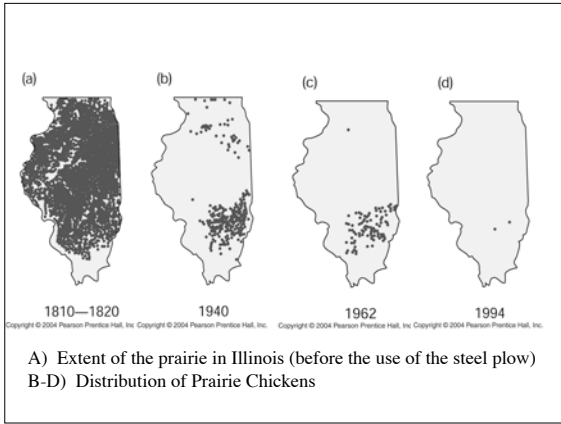 (a)
(b)
(c)
(d)
1810—1820
1940
1962
1994
Copyright © 2004 Pearson Prentice Hall, Inc
Copyright © 2004 Pearson Prentice Hall, Inc.
Copyright © 2004 Pearson Prentice Hall, Inc.
Copyright © 2004 Pearson Prentice Hall, Inc.
A) Extent of the prairie in Illinois (before the use of the steel plow)
B-D) Distribution of Prairie Chickens